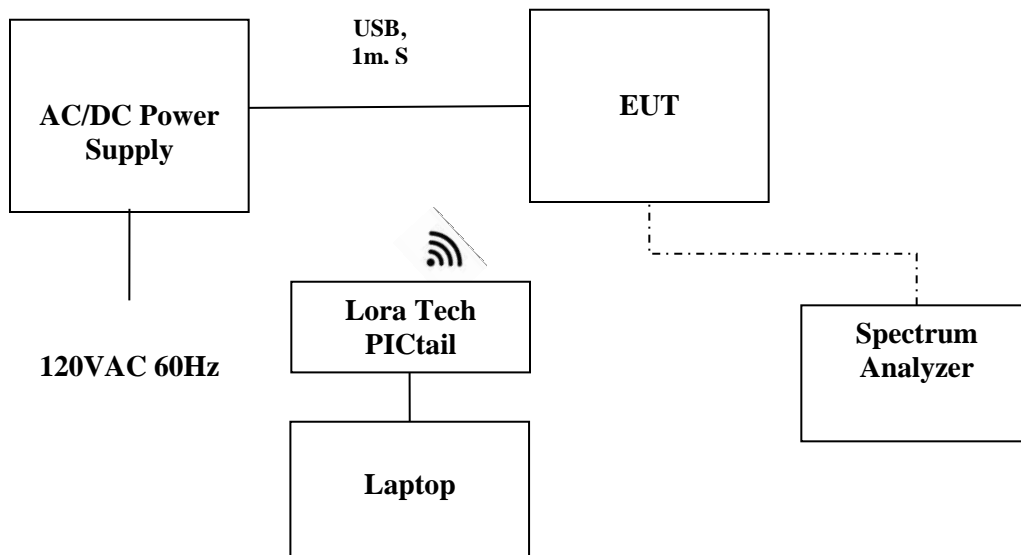 USB,
1m. S
AC/DC Power
Supply
EUT
Lora Tech
PICtail
120VAC 60Hz
Spectrum
Analyzer
Laptop